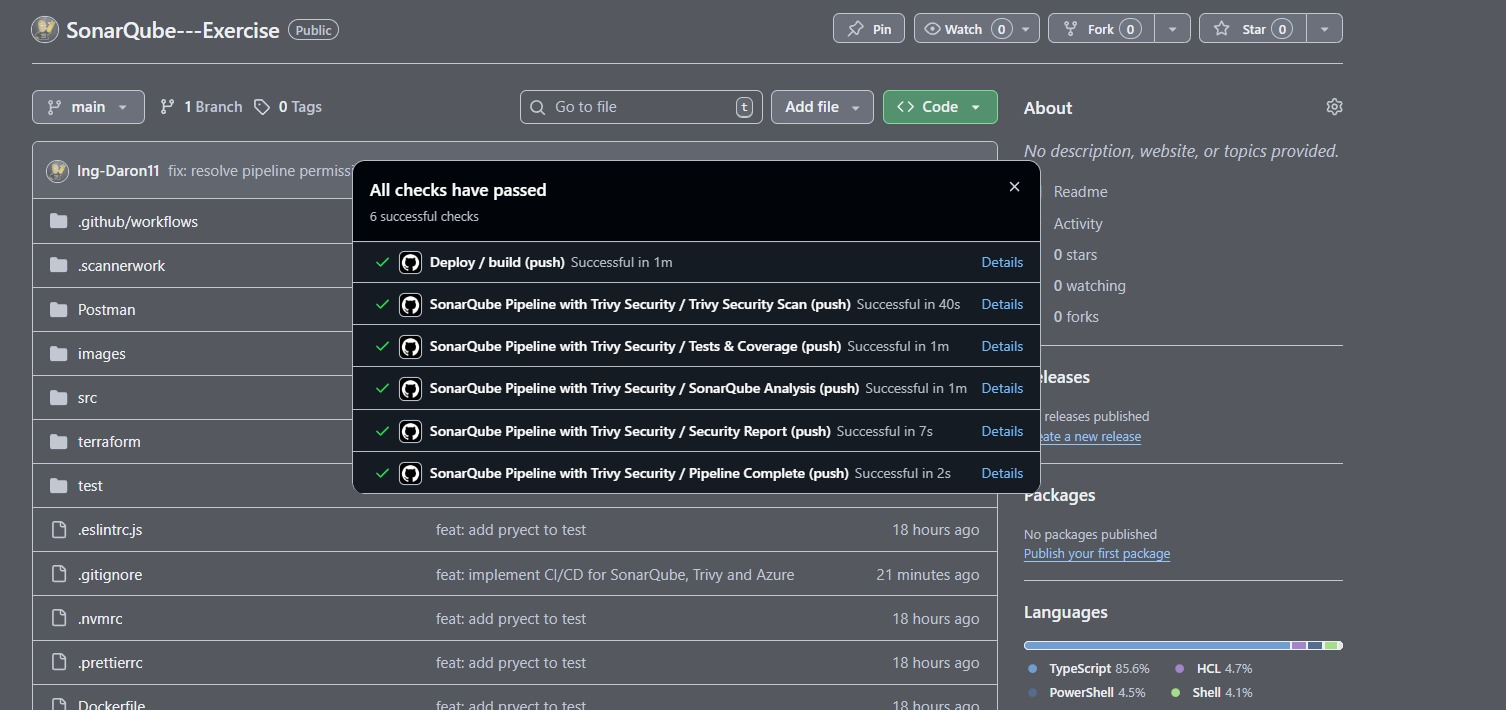 SonarQube---Exercise Public
Pin
Watch 0
Fork 0
Star 0
main
1 Branch
0 Tags
Go to file
t
Add file
Code
Ing-Daron11 fix: resolve pipeline
.github/workflows
.scannerwork
Postman
images
src
terraform
test
.eslintrc.js feat: add pryect to test 18 hours ago
.gitignore feat: implement CI/CD for SonarQube, Trivy and Azure 21 minutes ago
.nvmrc feat: add pryect to test 18 hours ago
.prettierrc feat: add pryect to test 18 hours ago
Dockerfile feat: add pryect to test 18 hours ago
All checks have passed
6 successful checks
Deploy / build (push) Successful in 1m Details
SonarQube Pipeline with Trivy Security / Trivy Security Scan (push) Successful in 40s Details
SonarQube Pipeline with Trivy Security / Tests & Coverage (push) Successful in 1m Details
SonarQube Pipeline with Trivy Security / SonarQube Analysis (push) Successful in 1m Details
SonarQube Pipeline with Trivy Security / Security Report (push) Successful in 7s Details
SonarQube Pipeline with Trivy Security / Pipeline Complete (push) Successful in 2s Details
About
No description, website, or topics provided.
Readme
Activity
0 stars
0 watching
0 forks
releases published
a new release
Packages
No packages published
Publish your first package
Languages
TypeScript 85.6%
HCL 4.7%
PowerShell 4.5%
Shell 4.1%